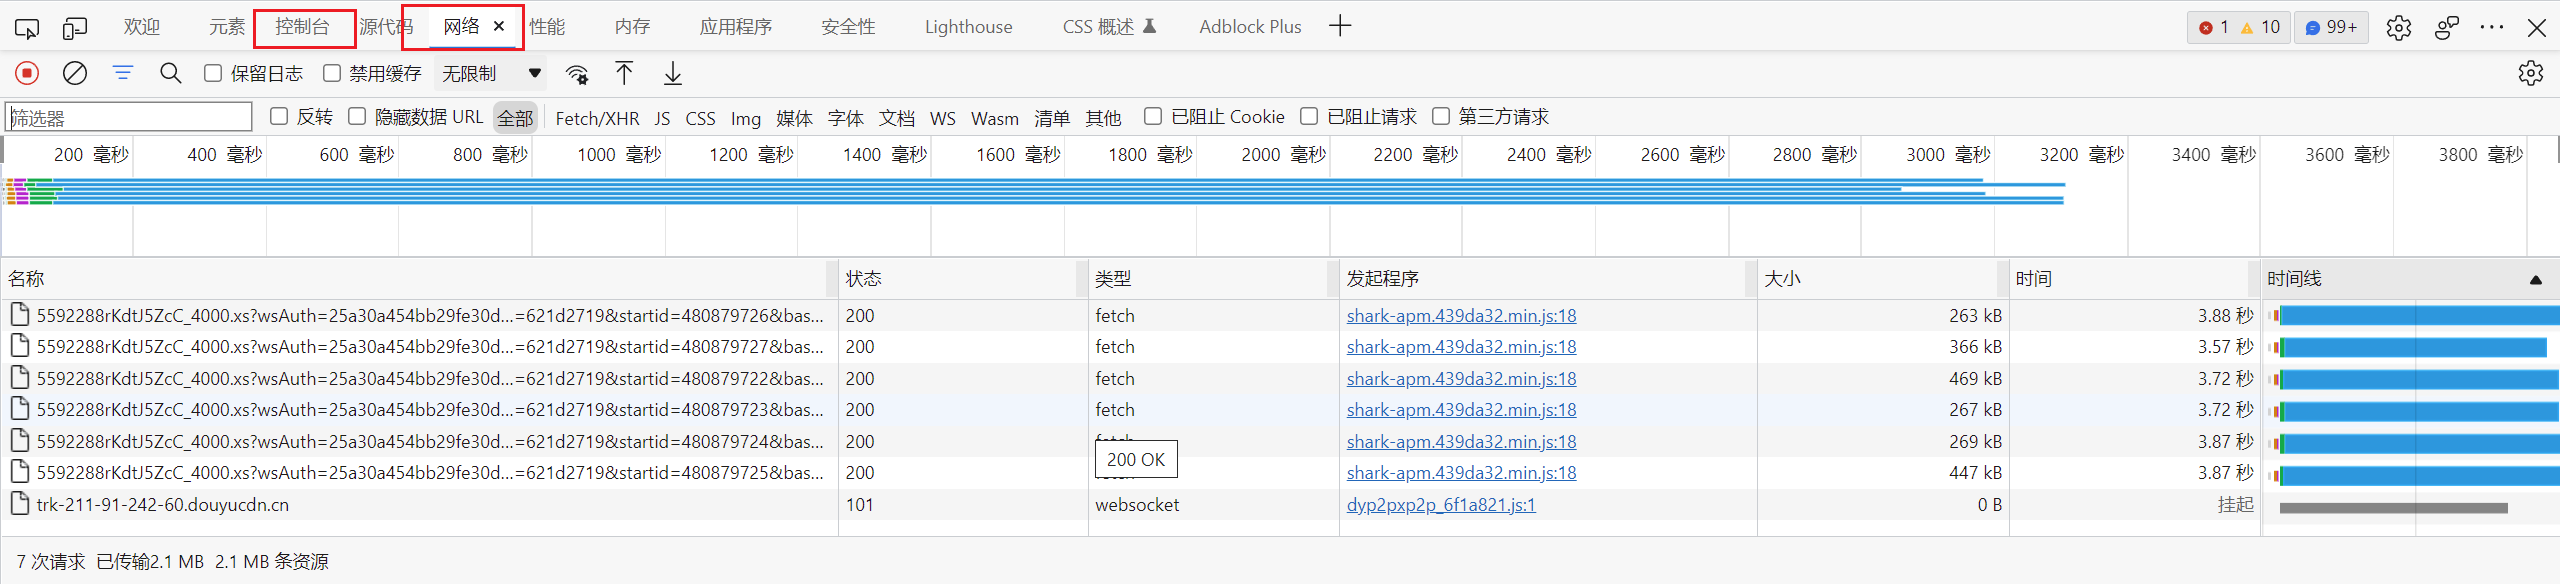 欢迎 元素 控制台 源代码 网络 × 性能 内存 应用程序 安全性 Lighthouse CSS 概述 Adblock Plus 1 10 99+
保留日志 禁用缓存 无限制
筛选器 反转 隐藏数据 URL 全部 Fetch/XHR JS CSS Img 媒体 字体 文档 WS Wasm 清单 其他 已阻止 Cookie 已阻止请求 第三方请求
200 毫秒 400 毫秒 600 毫秒 800 毫秒 1000 毫秒 1200 毫秒 1400 毫秒 1600 毫秒 1800 毫秒 2000 毫秒 2200 毫秒 2400 毫秒 2600 毫秒 2800 毫秒 3000 毫秒 3200 毫秒 3400 毫秒 3600 毫秒 3800 毫秒
名称 状态 类型 发起程序 大小 时间 时间线
5592288rKdtJ5ZcC_4000.xs?wsAuth=25a30a454bb29fe30d...=621d2719&startid=480879726&bas... 200 fetch shark-apm.439da32.min.js:18 263 kB 3.88 秒
5592288rKdtJ5ZcC_4000.xs?wsAuth=25a30a454bb29fe30d...=621d2719&startid=480879727&bas... 200 fetch shark-apm.439da32.min.js:18 366 kB 3.57 秒
5592288rKdtJ5ZcC_4000.xs?wsAuth=25a30a454bb29fe30d...=621d2719&startid=480879722&bas... 200 fetch shark-apm.439da32.min.js:18 469 kB 3.72 秒
5592288rKdtJ5ZcC_4000.xs?wsAuth=25a30a454bb29fe30d...=621d2719&startid=480879723&bas... 200 fetch shark-apm.439da32.min.js:18 267 kB 3.72 秒
5592288rKdtJ5ZcC_4000.xs?wsAuth=25a30a454bb29fe30d...=621d2719&startid=480879724&bas... 200 shark-apm.439da32.min.js:18 269 kB 3.87 秒
200 OK
5592288rKdtJ5ZcC_4000.xs?wsAuth=25a30a454bb29fe30d...=621d2719&startid=480879725&bas... 200 shark-apm.439da32.min.js:18 447 kB 3.87 秒
trk-211-91-242-60.douyucdn.cn 101 websocket dyp2pxp2p_6f1a821.js:1 0 B 挂起
7 次请求 已传输2.1 MB 2.1 MB 条资源